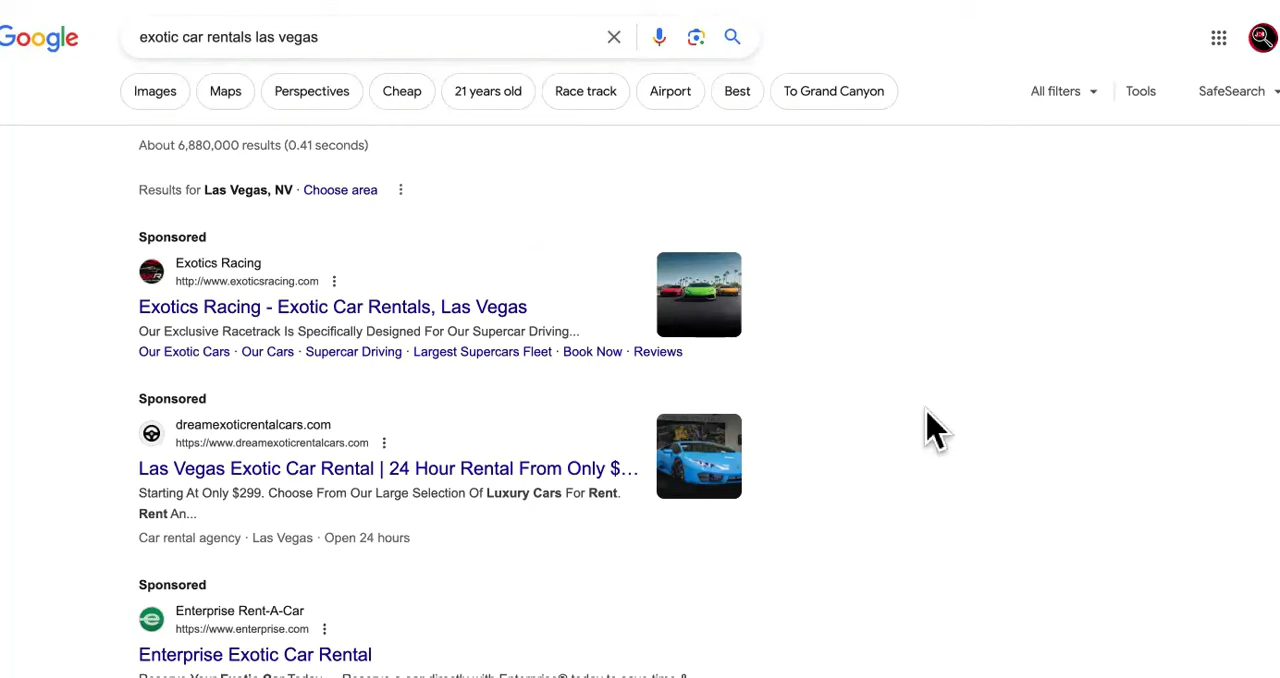 Google
exotic car rentals las vegas
Images
Maps
Perspectives
Cheap
21 years old
Race track
Airport
Best
To Grand Canyon
All filters
Tools
SafeSearch
About 6,880,000 results (0.41 seconds)
Results for Las Vegas, NV · Choose area
Sponsored
Exotics Racing
http://www.exoticsracing.com
Exotics Racing - Exotic Car Rentals, Las Vegas
Our Exclusive Racetrack Is Specifically Designed For Our Supercar Driving...
Our Exotic Cars · Our Cars · Supercar Driving · Largest Supercars Fleet · Book Now · Reviews
Sponsored
dreamexoticrentalcars.com
https://www.dreamexoticrentalcars.com
Las Vegas Exotic Car Rental | 24 Hour Rental From Only $...
Starting At Only $299. Choose From Our Large Selection Of Luxury Cars For Rent.
Rent An...
Car rental agency · Las Vegas · Open 24 hours
Sponsored
Enterprise Rent-A-Car
https://www.enterprise.com
Enterprise Exotic Car Rental